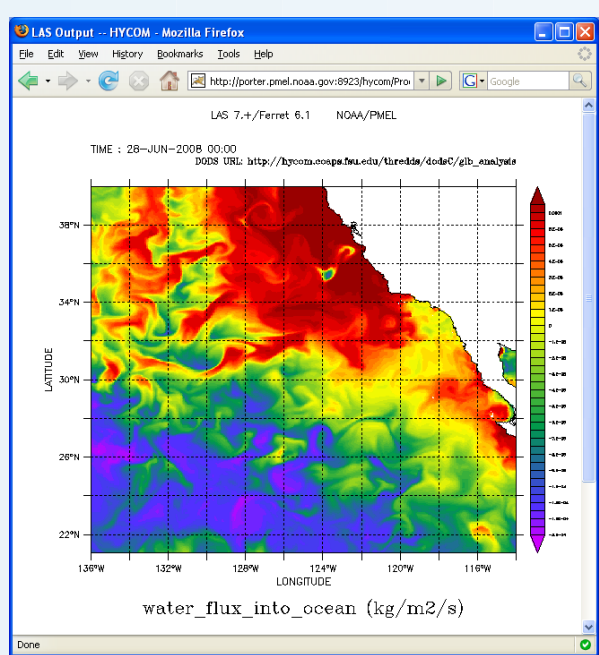 LAS Output -- HYCOM - Mozilla Firefox
File Edit View History Bookmarks Tools Help
http://porter.pmel.noaa.gov:8923/hycom/Pro
Google
LAS 7.+/Ferret 6.1 NOAA/PMEL
TIME : 28-JUN-2008 00:00
DODS URL: http://hycom.coaps.fsu.edu/thredds/dodsC/glb_analysis
38°N
34°N
30°N
26°N
22°N
LATITUDE
136°W 132°W 128°W 124°W 120°W 116°W
LONGITUDE
water_flux_into_ocean (kg/m2/s)
Done